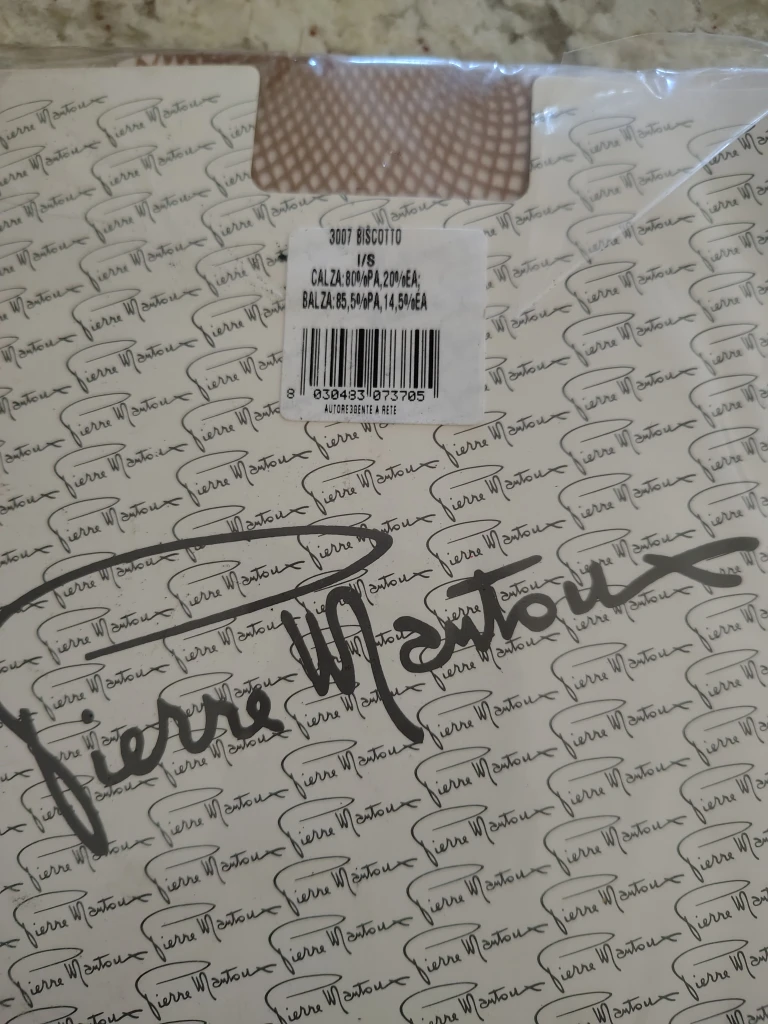 3007 BISCOTTO
I/S
CALZA:80%PA,20%EA;
BALZA:85,5%PA,14,5%EA
8 030483 073705
AUTOREGGENTE A RETE
Pierre Mantoux